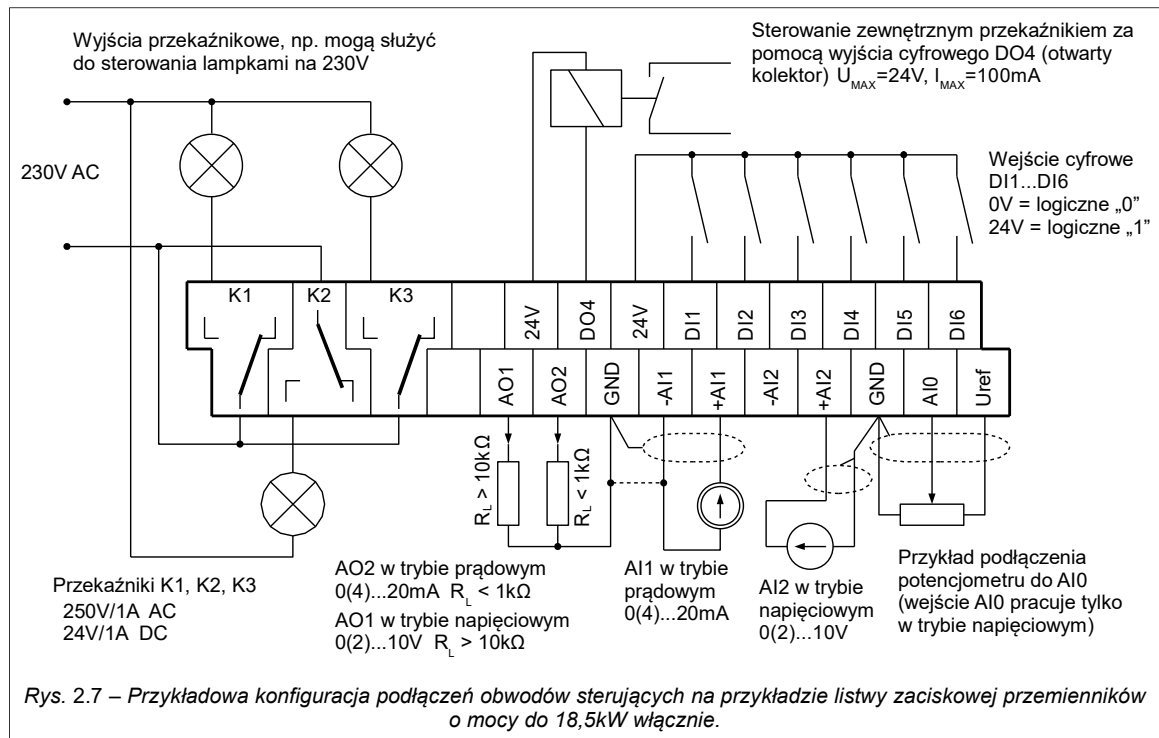 Wyjścia przekaźnikowe, np. mogą służyć
do sterowania lampkami na 230V
Sterowanie zewnętrznym przekaźnikiem za
pomocą wyjścia cyfrowego DO4 (otwarty
kolektor) U_MAX=24V, I_MAX=100mA
230V AC
Wejście cyfrowe
DI1...DI6
0V = logiczne „0”
24V = logiczne „1”
K1
K2
K3
24V
DO4
24V
DI1
DI2
DI3
DI4
DI5
DI6
AO1
AO2
GND
-AI1
+AI1
-AI2
+AI2
GND
AI0
Uref
R_L > 10kΩ
R_L < 1kΩ
Przekaźniki K1, K2, K3
250V/1A AC
24V/1A DC
AO2 w trybie prądowym
0(4)...20mA R_L < 1kΩ
AO1 w trybie napięciowym
0(2)...10V R_L > 10kΩ
AI1 w trybie
prądowym
0(4)...20mA
AI2 w trybie
napięciowym
0(2)...10V
Przykład podłączenia
potencjometru do AI0
(wejście AI0 pracuje tylko
w trybie napięciowym)
Rys. 2.7 – Przykładowa konfiguracja podłączeń obwodów sterujących na przykładzie listwy zaciskowej przemienników
o mocy do 18,5kW włącznie.